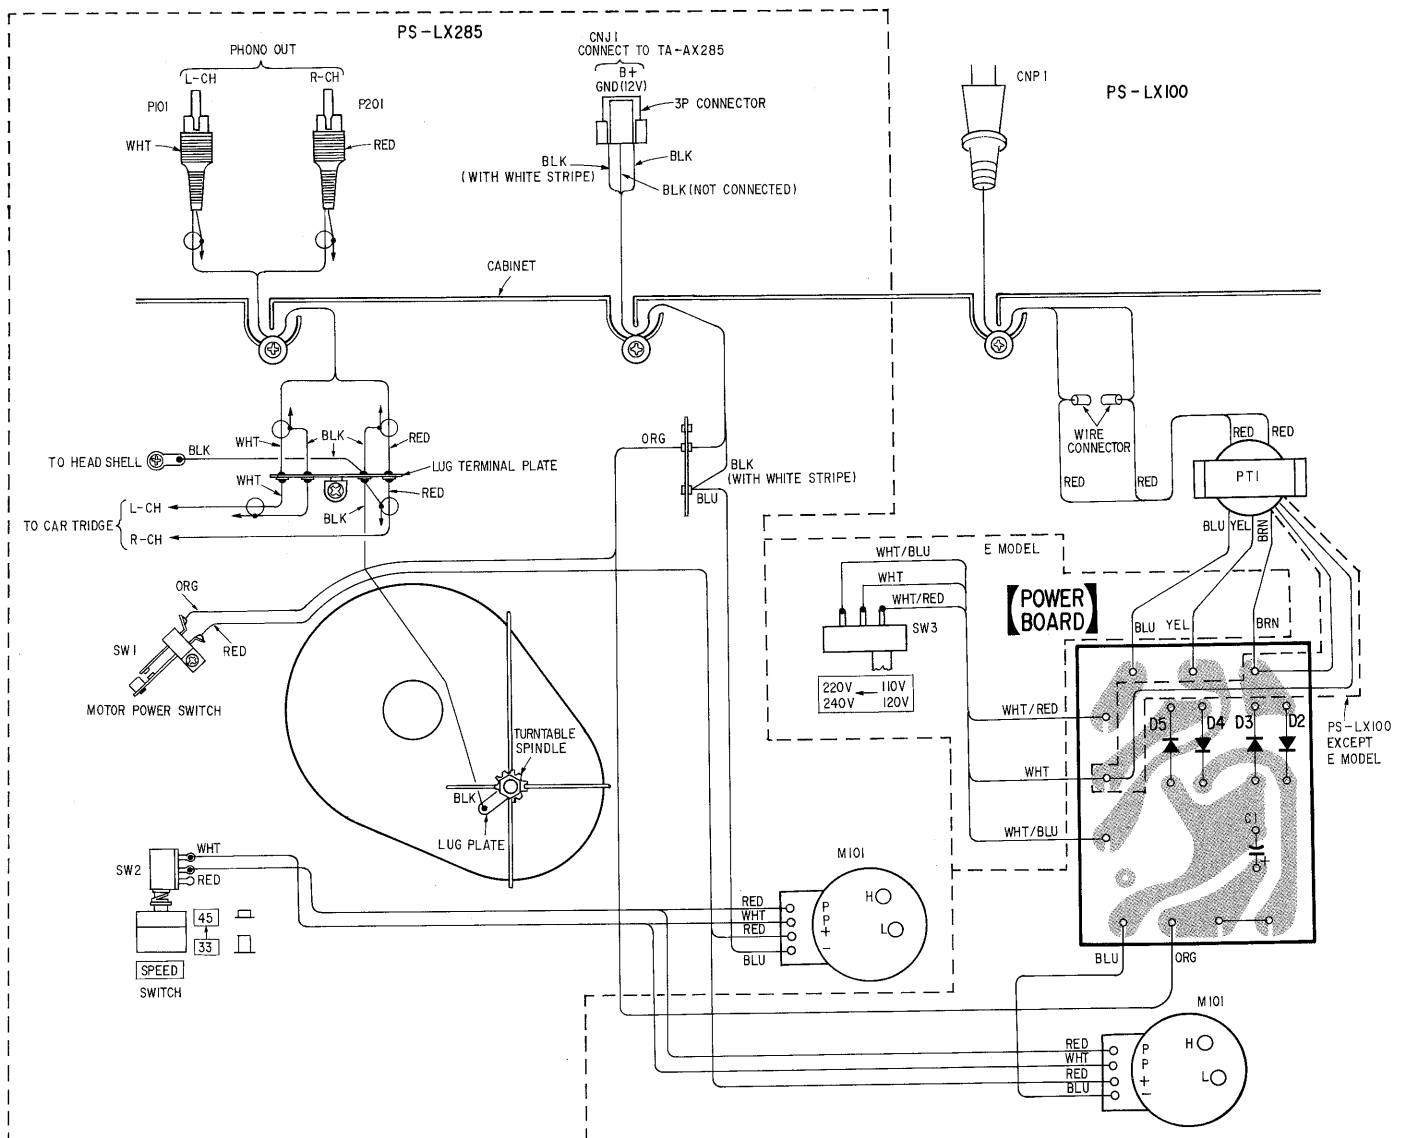 PS-LX285
PHONO OUT
L-CH
R-CH
P101
P201
WHT
RED
CNJ1
CONNECT TO TA-AX285
B+
GND(12V)
3P CONNECTOR
BLK
(WITH WHITE STRIPE)
BLK
BLK(NOT CONNECTED)
CNP1
PS-LX100
CABINET
WHT
BLK
RED
TO HEAD SHELL
BLK
LUG TERMINAL PLATE
WHT
RED
BLK
TO CAR TRIDGE
L-CH
R-CH
ORG
BLK
(WITH WHITE STRIPE)
BLU
WIRE
CONNECTOR
RED
RED
RED
RED
PT1
BLU
YEL
BRN
E MODEL
WHT/BLU
WHT
WHT/RED
SW3
220V
240V
110V
120V
POWER
BOARD
BLU
YEL
BRN
ORG
RED
SW1
MOTOR POWER SWITCH
TURNTABLE
SPINDLE
BLK
LUG PLATE
WHT/RED
WHT
WHT/BLU
D5
D4
D3
D2
C1
+
PS-LX100
EXCEPT
E MODEL
SW2
WHT
RED
45
33
SPEED
SWITCH
M101
RED
WHT
RED
BLU
P
P
+
-
H
L
BLU
ORG
M101
RED
WHT
RED
BLU
P
P
+
-
H
L